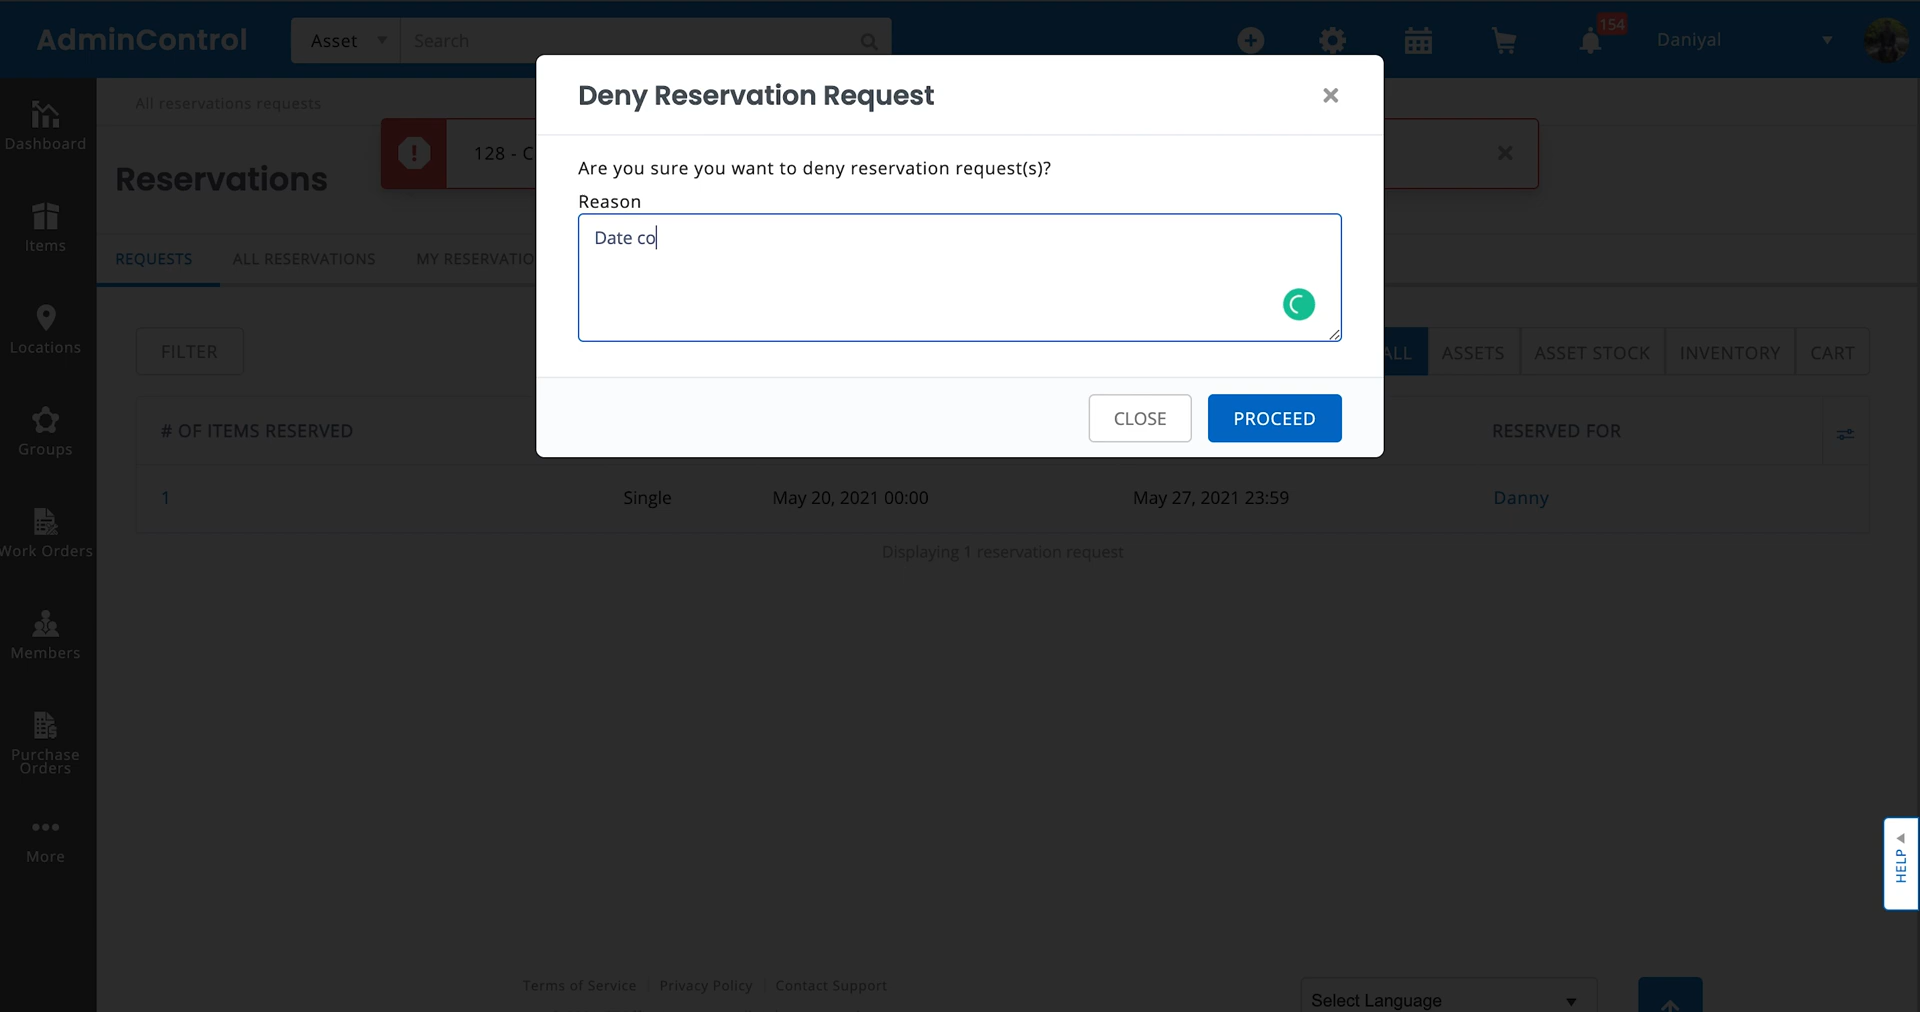 AdminControl
Asset
Search
154
Daniyal
Deny Reservation Request
Are you sure you want to deny reservation request(s)?
Reason
Date co
CLOSE
PROCEED
All reservations requests
128 - C
Reservations
Dashboard
Items
Locations
Groups
Work Orders
Members
Purchase
Orders
More
REQUESTS
ALL RESERVATIONS
MY RESERVATIO
FILTER
ALL
ASSETS
ASSET STOCK
INVENTORY
CART
# OF ITEMS RESERVED
RESERVED FOR
1
Single
May 20, 2021 00:00
May 27, 2021 23:59
Danny
Displaying 1 reservation request
HELP
Terms of Service
Privacy Policy
Contact Support
Select Language